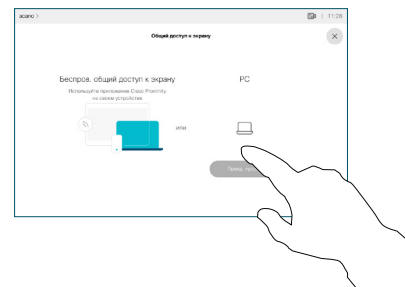 acano >
11:28
Общий доступ к экрану
Беспров. общий доступ к экрану
PC
Используйте приложение Cisco Proximity
на своем устройстве
или